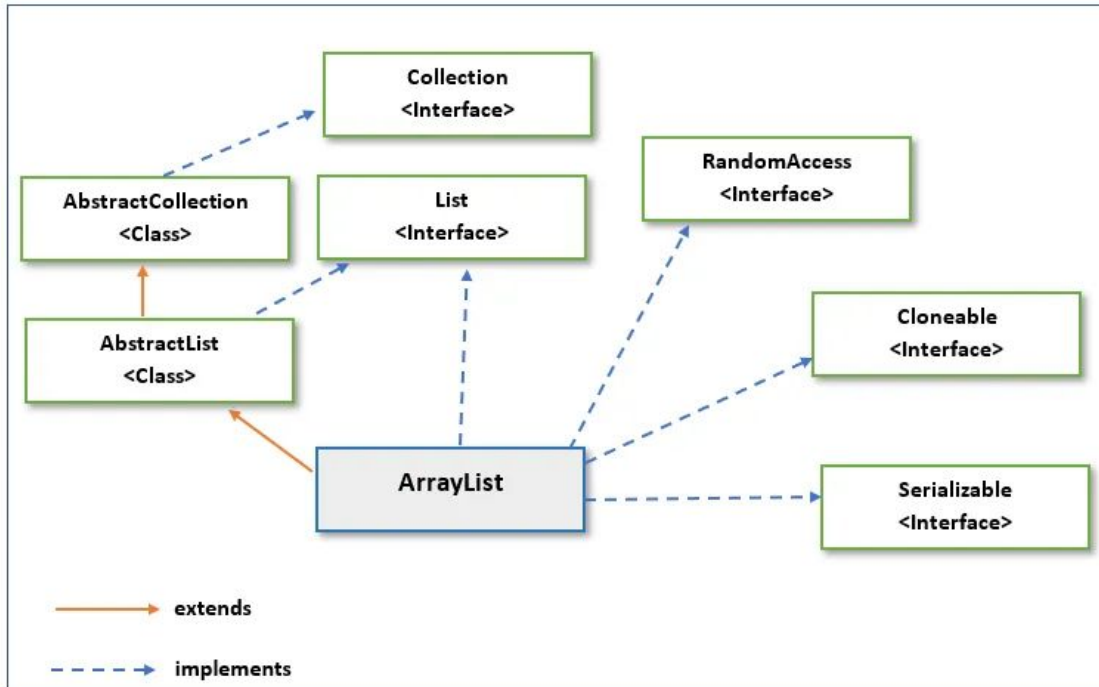 Collection
<Interface>
RandomAccess
<Interface>
AbstractCollection
<Class>
List
<Interface>
Cloneable
<Interface>
AbstractList
<Class>
ArrayList
Serializable
<Interface>
extends
implements